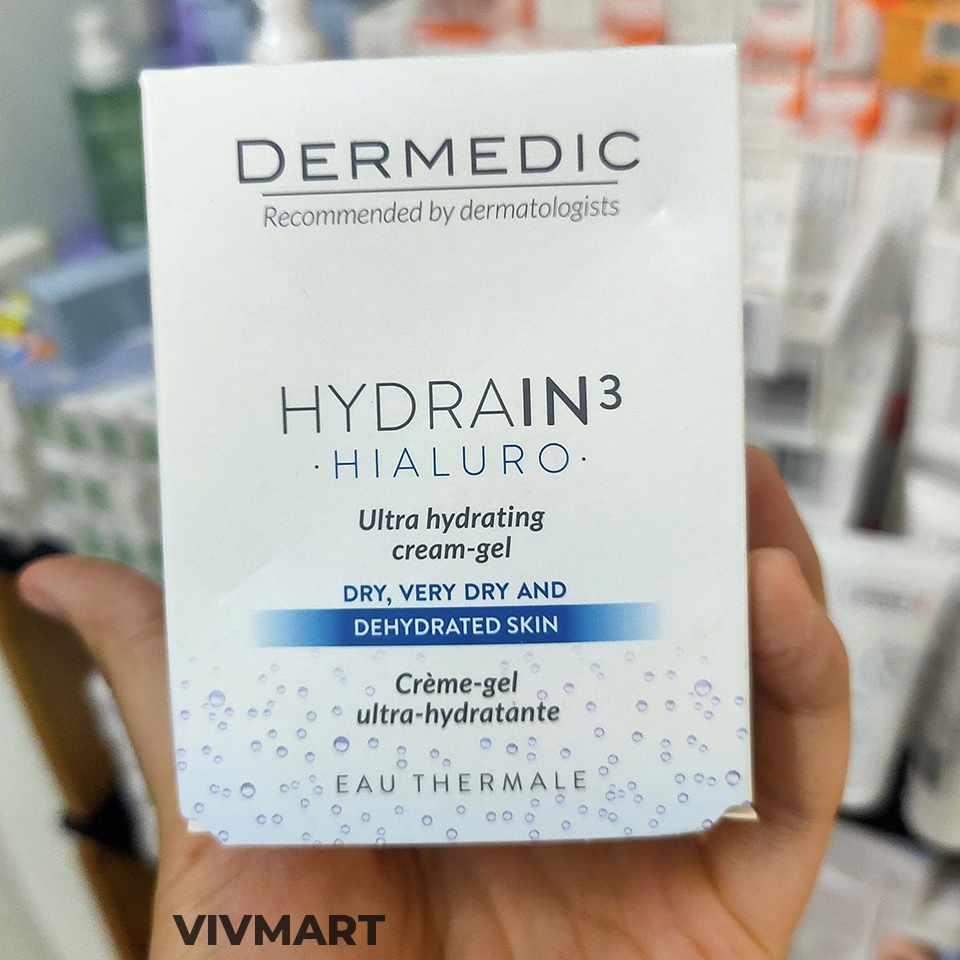 DERMEDIC
Recommended by dermatologists
HYDRAIN³
·HIALURO·
Ultra hydrating
cream-gel
DRY, VERY DRY AND
DEHYDRATED SKIN
Crème-gel
ultra-hydratante
EAU THERMALE
VIVMART